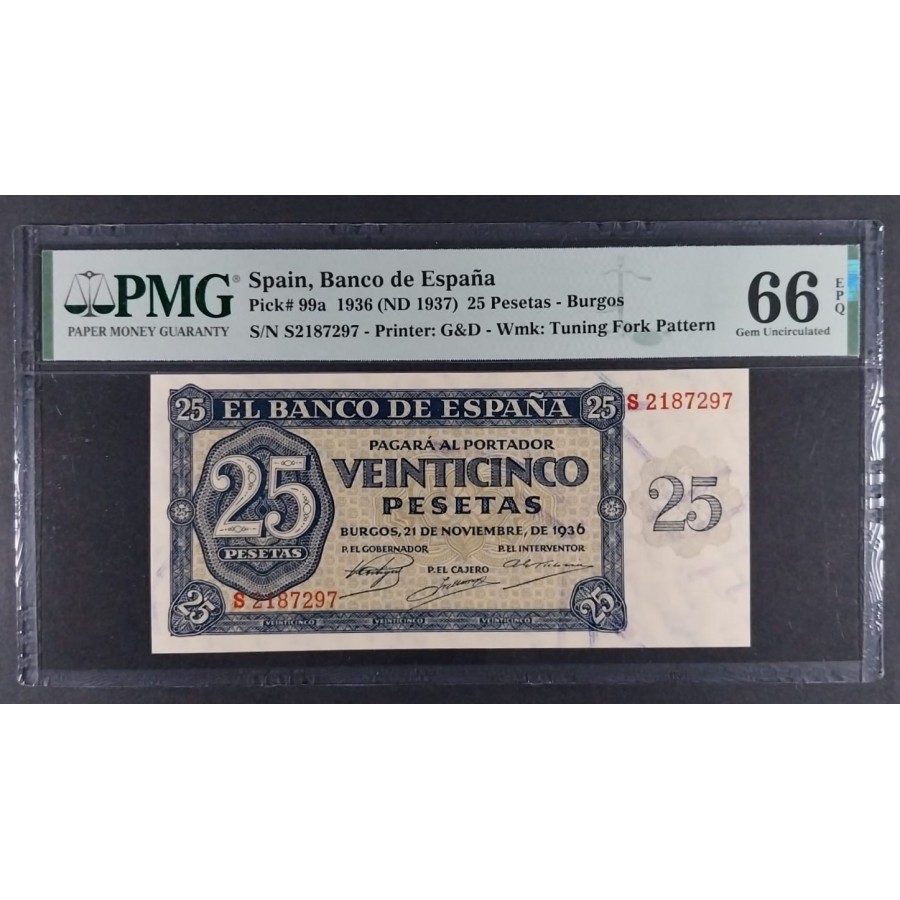 PMG®
PAPER MONEY GUARANTY
Spain, Banco de España
Pick# 99a 1936 (ND 1937) 25 Pesetas - Burgos
S/N S2187297 - Printer: G&D - Wmk: Tuning Fork Pattern
66
EPQ
Gem Uncirculated
25 EL BANCO DE ESPAÑA 25
S 2187297
PAGARÁ AL PORTADOR
VEINTICINCO
PESETAS
25
PESETAS
25
BURGOS, 21 DE NOVIEMBRE, DE 1936
P. EL GOBERNADOR
P. EL INTERVENTOR
P. EL CAJERO
S 2187297
25
25
VEINTICINCO VEINTICINCO VEINTICINCO